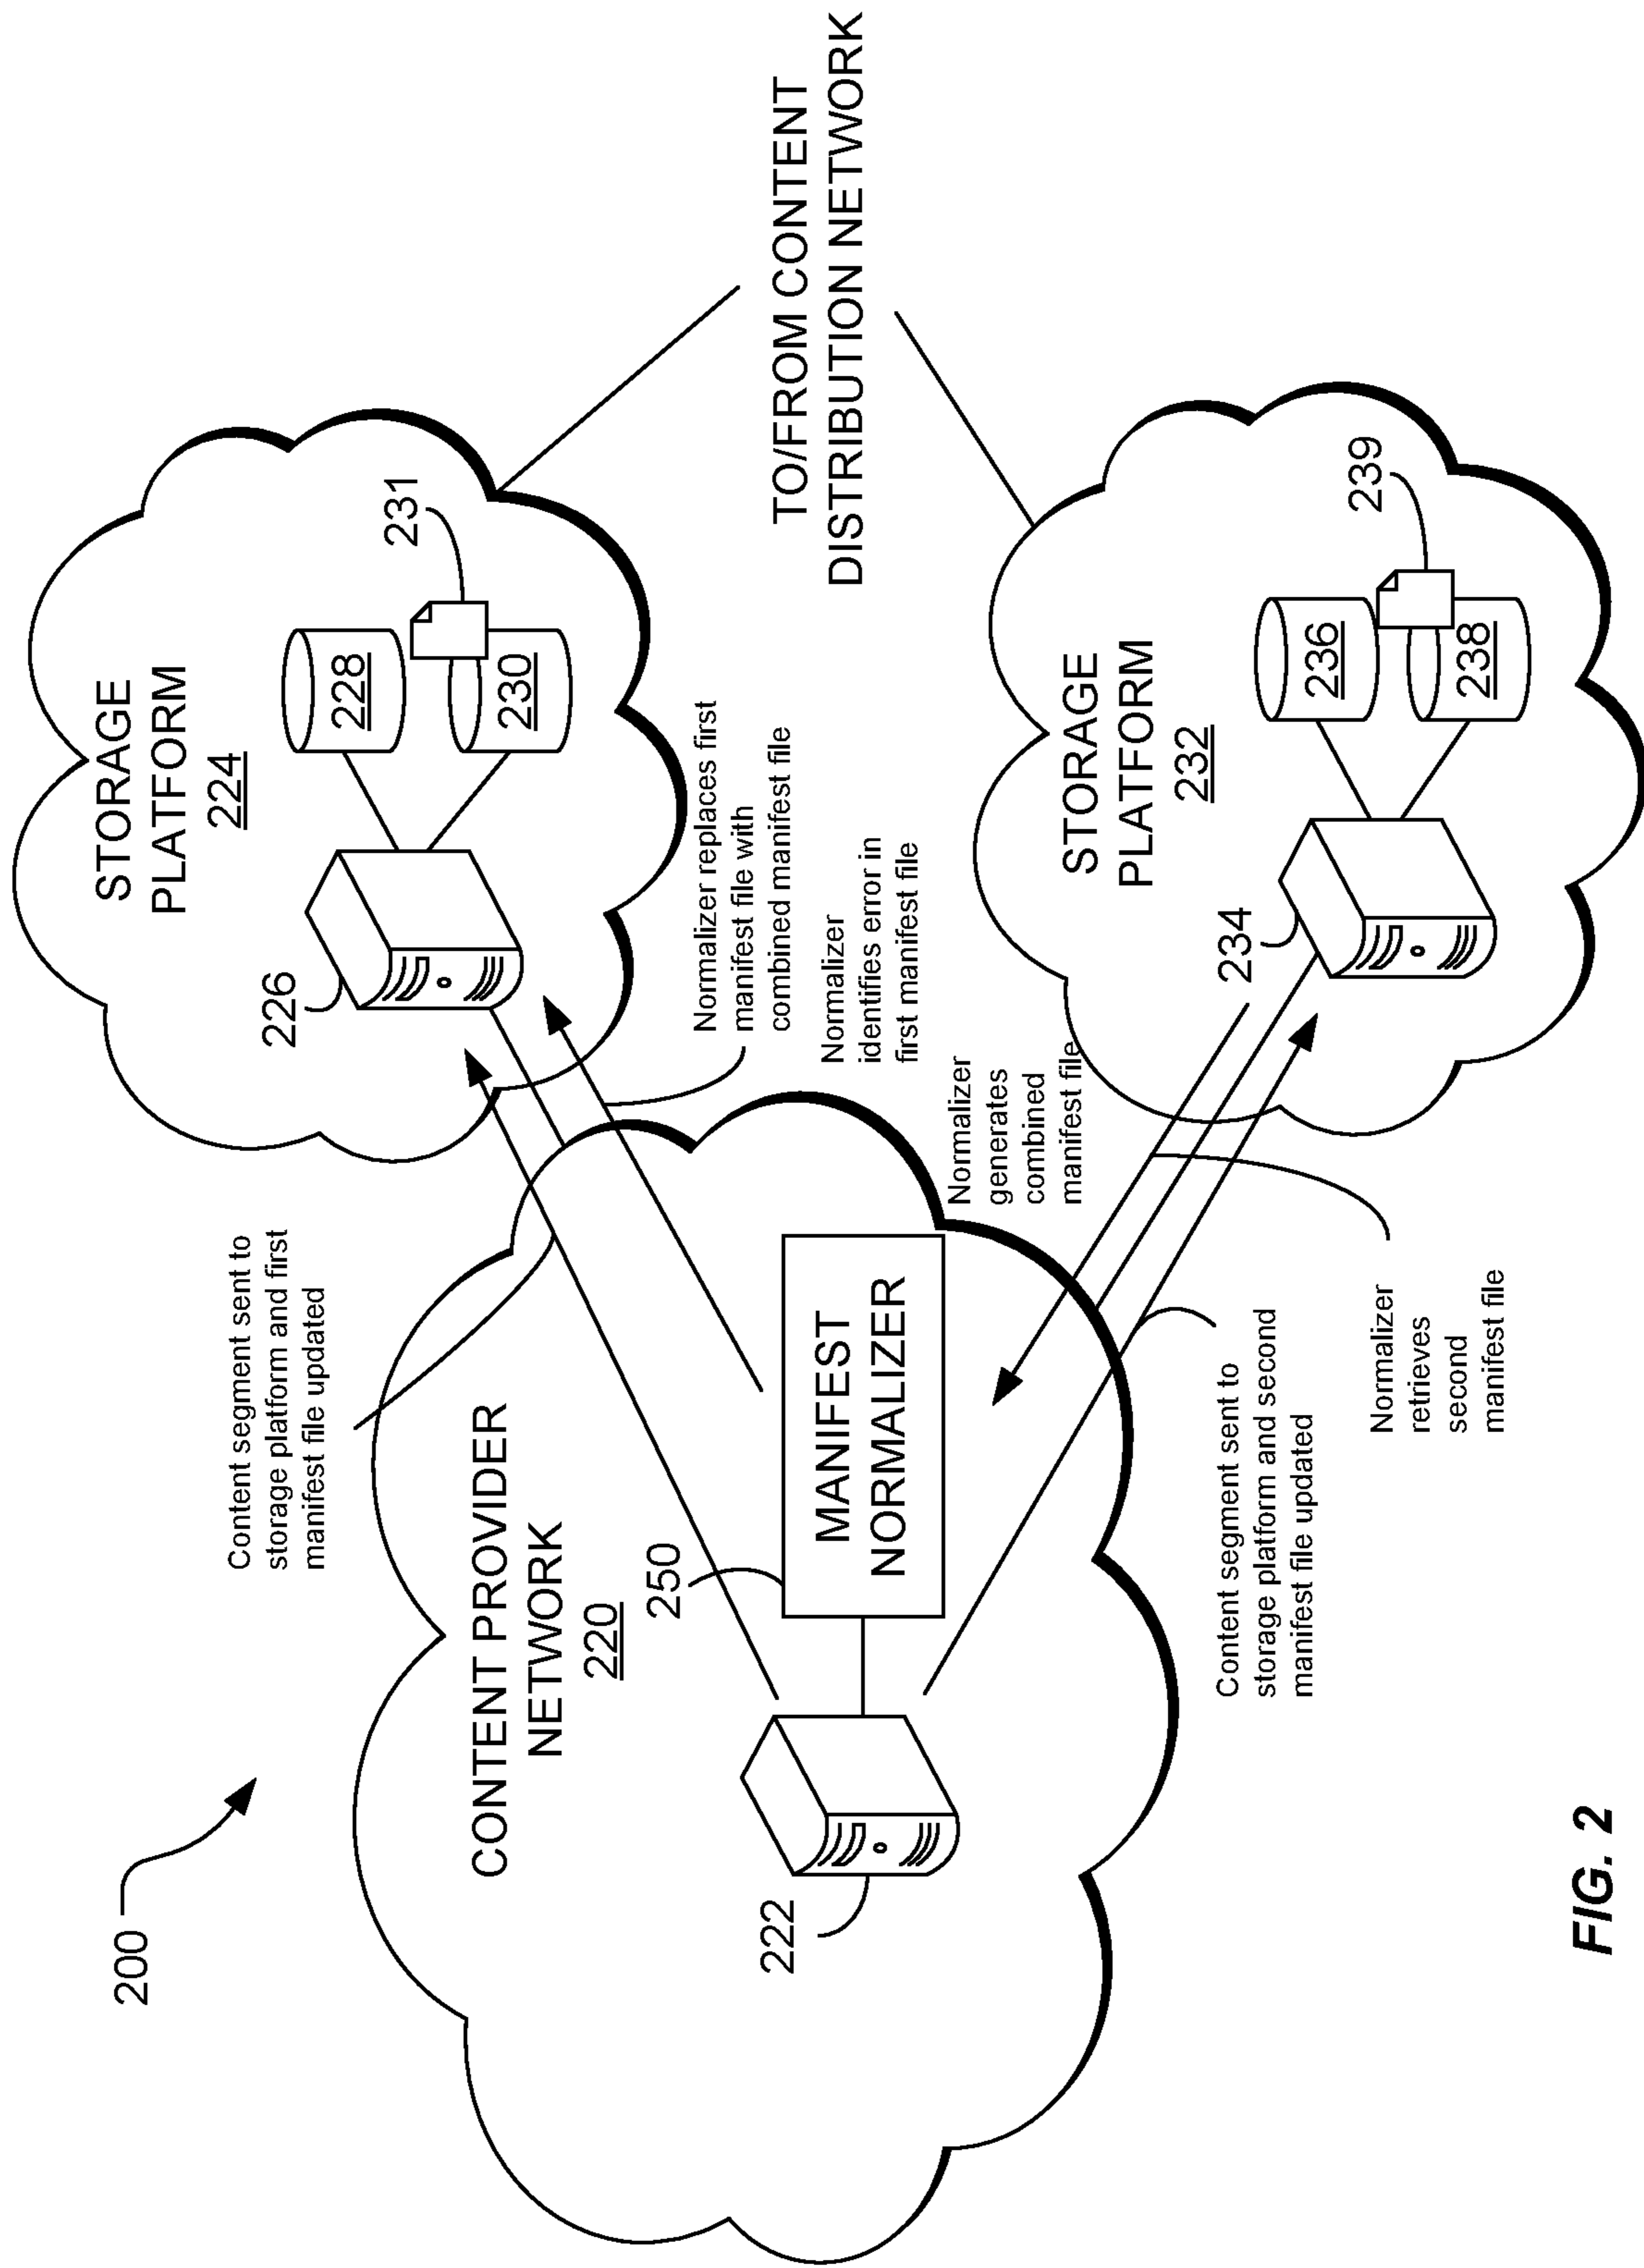 200
CONTENT PROVIDER
NETWORK
220
222
250
MANIFEST
NORMALIZER
Content segment sent to
storage platform and first
manifest file updated
STORAGE
PLATFORM
224
226
228
230
231
Normalizer replaces first
manifest file with
combined manifest file
Normalizer
identifies error in
first manifest file
Normalizer
generates
combined
manifest file
TO/FROM CONTENT
DISTRIBUTION NETWORK
STORAGE
PLATFORM
232
234
236
238
239
Content segment sent to
storage platform and second
manifest file updated
Normalizer
retrieves
second
manifest file
FIG. 2